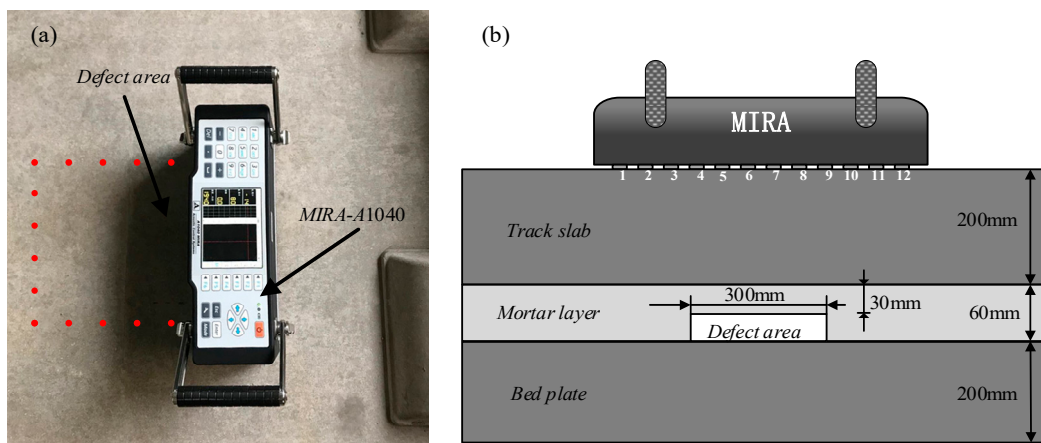 (a)
Defect area
MIRA-A1040
(b)
MIRA
1 2 3 4 5 6 7 8 9 10 11 12
Track slab
200mm
300mm
30mm
Mortar layer
60mm
Defect area
Bed plate
200mm